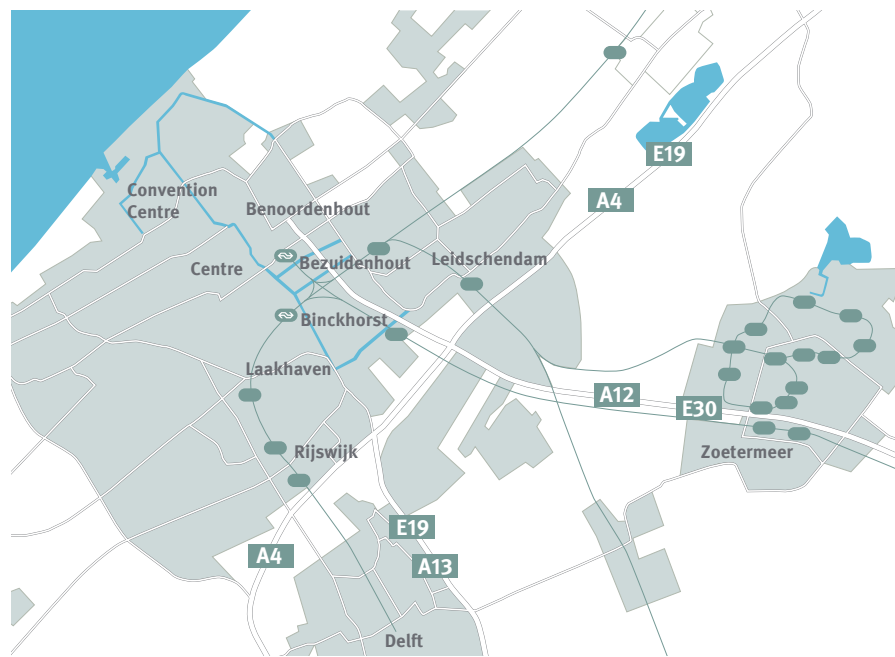 E19
A4
Convention
Centre
Benoordenhout
Leidschendam
Centre
Bezuidenhout
Binckhorst
Laakhaven
A12
E30
Rijswijk
Zoetermeer
E19
A4
A13
Delft